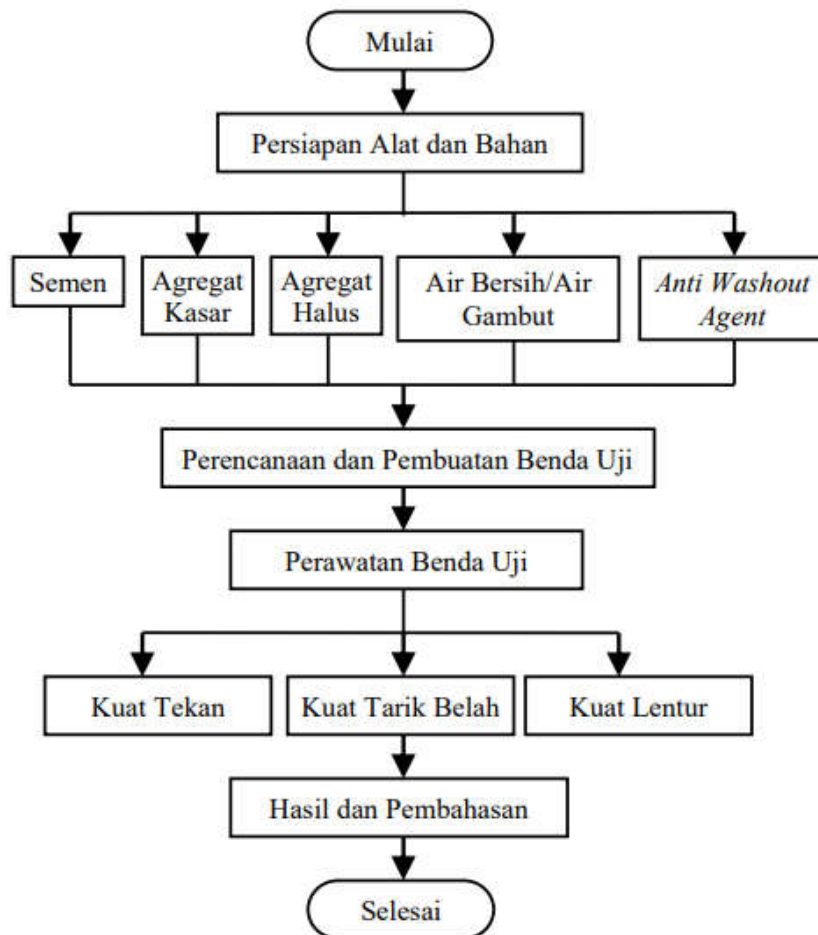 Mulai
Persiapan Alat dan Bahan
Semen
Agregat
Kasar
Agregat
Halus
Air Bersih/Air
Gambut
Anti Washout
Agent
Perencanaan dan Pembuatan Benda Uji
Perawatan Benda Uji
Kuat Tekan
Kuat Tarik Belah
Kuat Lentur
Hasil dan Pembahasan
Selesai